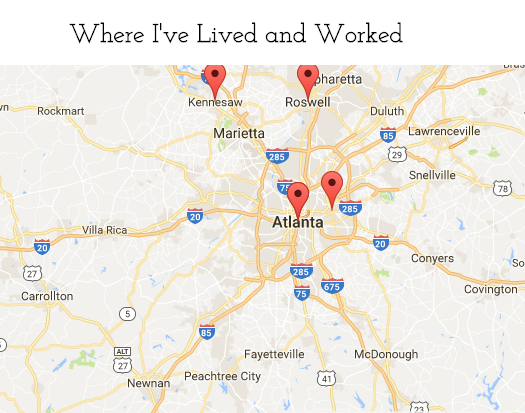 Where I've Lived and Worked
pharetta
Kennesaw
Roswell
Rockmart
Duluth
Marietta
85
Lawrenceville
285
29
Snellville
75
78
285
20
Atlanta
Villa Rica
20
20
Conyers
27
285
So
675
Covington
Carrollton
75
5
85
ALT
27
Fayetteville
McDonough
Peachtree City
41
Newnan
23